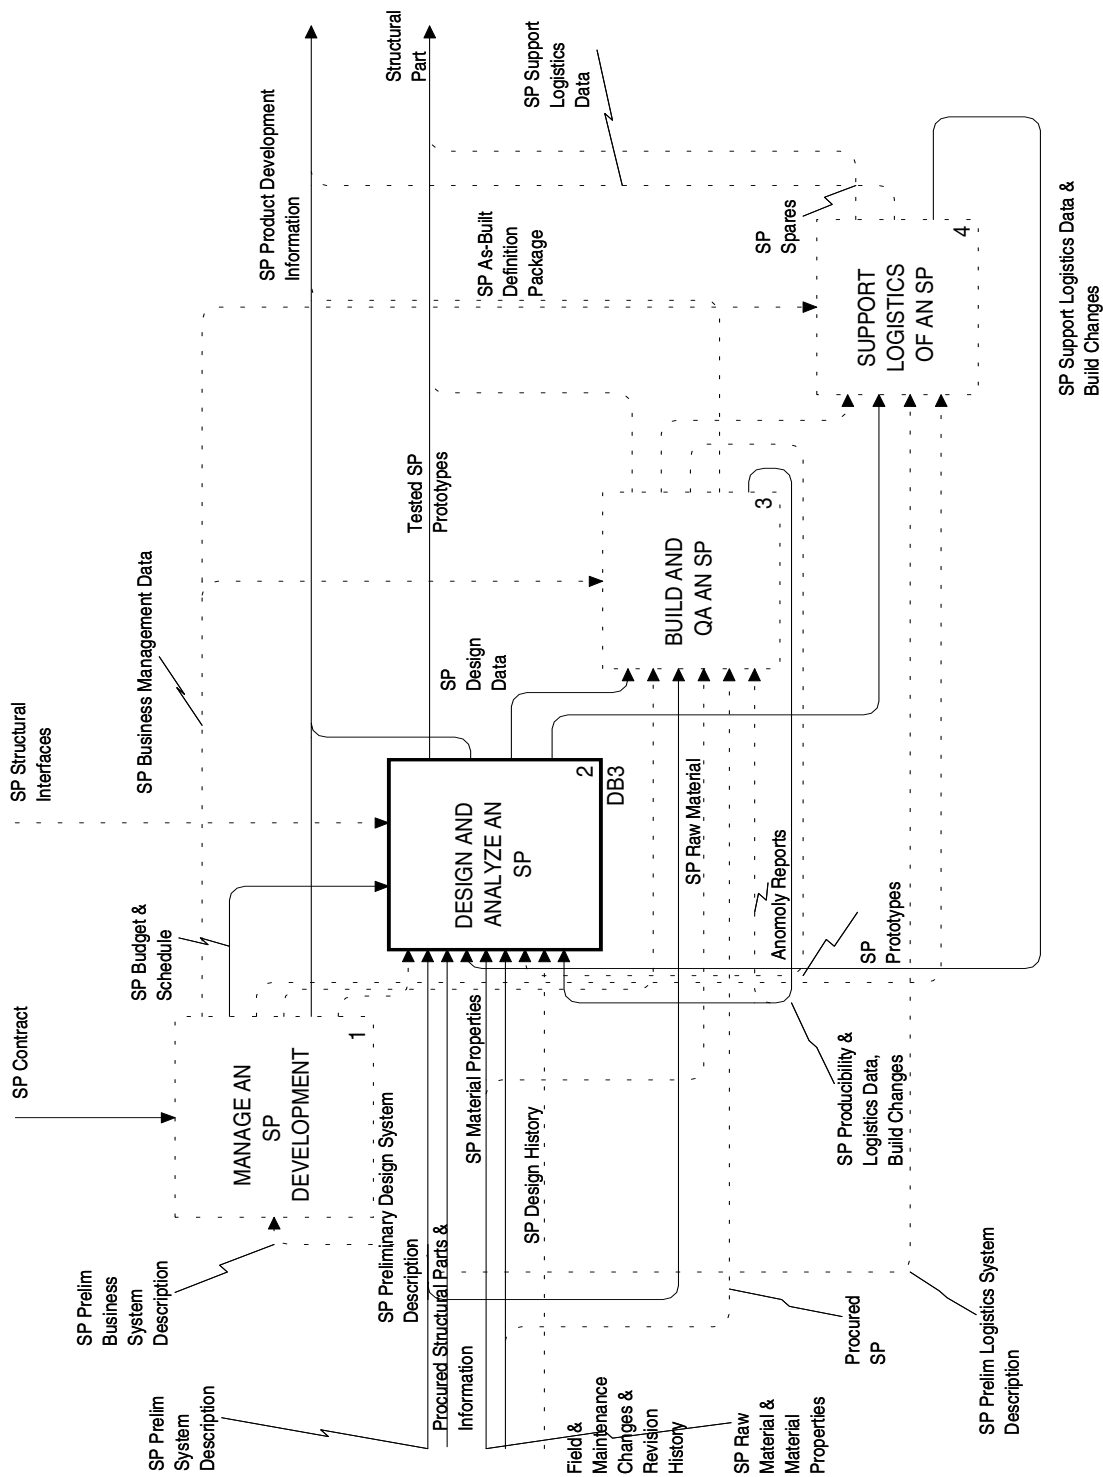 SP Contract
SP Structural
Interfaces
SP Budget &
Schedule
SP Business Management Data
SP Product Development
Information
Structural
Part
SP Support
Logistics
Data
SP Prelim
Business
System
Description
MANAGE AN
SP
DEVELOPMENT
1
SP Prelim
System
Description
SP Preliminary Design System
Description
Procured Structural Parts &
Information
SP Material Properties
SP Design History
DESIGN AND
ANALYZE AN
SP
2
DB3
SP
Design
Data
Tested SP
Prototypes
SP As-Built
Definition
Package
SP
Spares
Field &
Maintenance
Changes &
Revision
History
SP Raw
Material &
Material
Properties
SP Raw Material
BUILD AND
QA AN SP
3
Anomoly Reports
SP
Prototypes
SP Producibility &
Logistics Data,
Build Changes
Procured
SP
SP Prelim Logistics System
Description
SUPPORT
LOGISTICS
OF AN SP
4
SP Support Logistics Data &
Build Changes